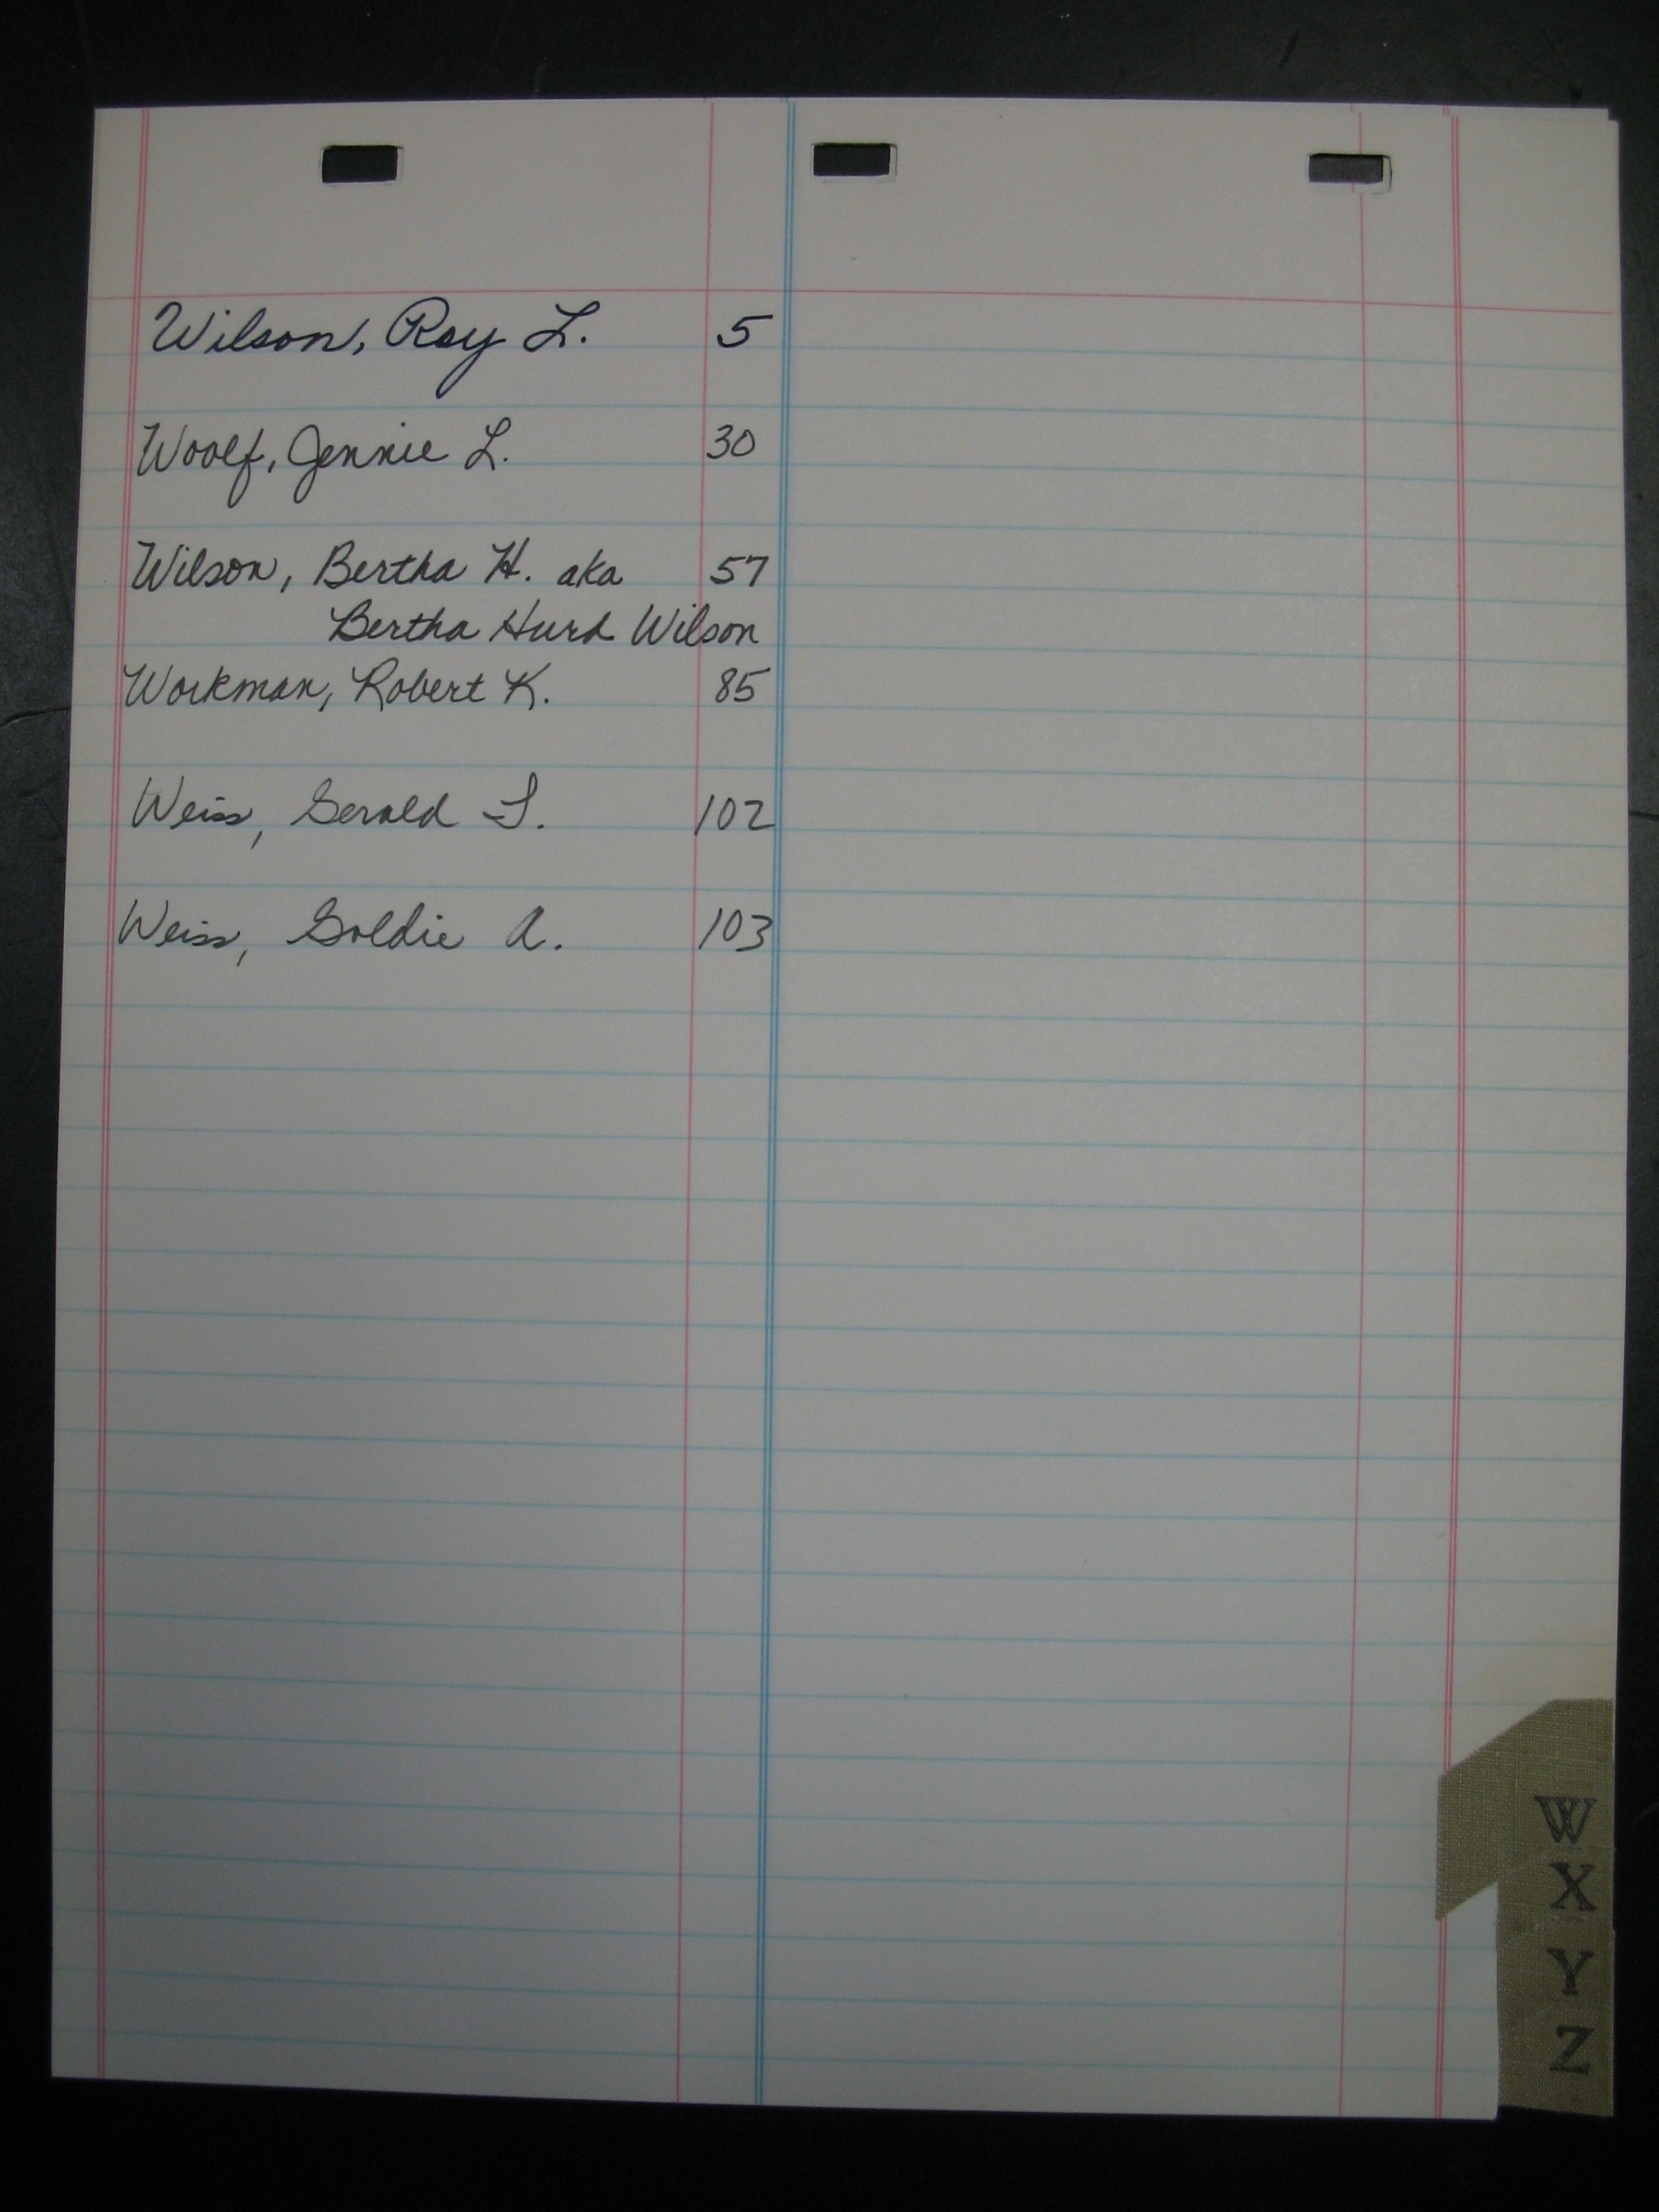 Wilson, Roy L. 5
Woolf, Jennie L. 30
Wilson, Bertha H. aka 57
Bertha Hurd Wilson
Workman, Robert K. 85
Weiss, Gerald S. 102
Weiss, Goldie A. 103
W
X
Y
Z